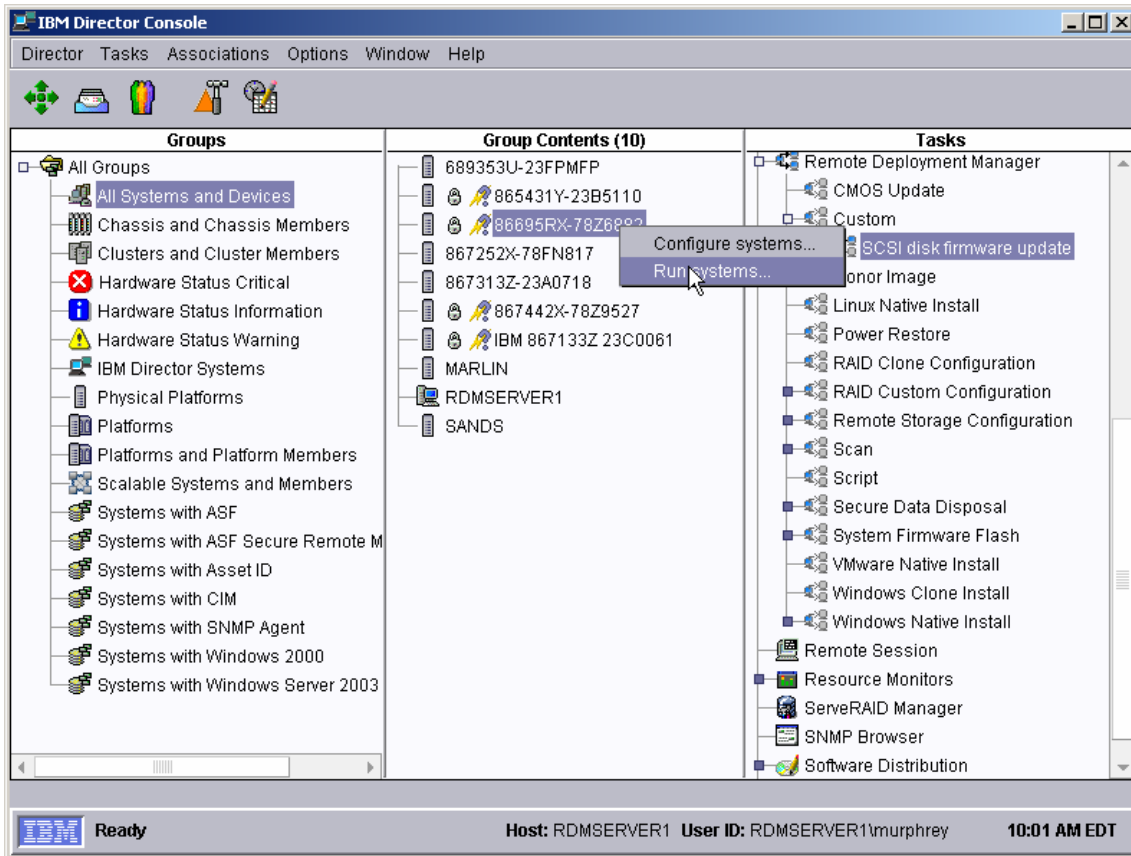 IBM Director Console
Director Tasks Associations Options Window Help
Groups
All Groups
All Systems and Devices
Chassis and Chassis Members
Clusters and Cluster Members
Hardware Status Critical
Hardware Status Information
Hardware Status Warning
IBM Director Systems
Physical Platforms
Platforms
Platforms and Platform Members
Scalable Systems and Members
Systems with ASF
Systems with ASF Secure Remote M
Systems with Asset ID
Systems with CIM
Systems with SNMP Agent
Systems with Windows 2000
Systems with Windows Server 2003
Group Contents (10)
689353U-23FPMFP
865431Y-23B5110
86695RX-78Z6882
867252X-78FN817
867313Z-23A0718
867442X-78Z9527
IBM 867133Z 23C0061
MARLIN
RDMSERVER1
SANDS
Configure systems...
Run systems...
Tasks
Remote Deployment Manager
CMOS Update
Custom
SCSI disk firmware update
onor Image
Linux Native Install
Power Restore
RAID Clone Configuration
RAID Custom Configuration
Remote Storage Configuration
Scan
Script
Secure Data Disposal
System Firmware Flash
VMware Native Install
Windows Clone Install
Windows Native Install
Remote Session
Resource Monitors
ServeRAID Manager
SNMP Browser
Software Distribution
IBM Ready Host: RDMSERVER1 User ID: RDMSERVER1\murphrey 10:01 AM EDT